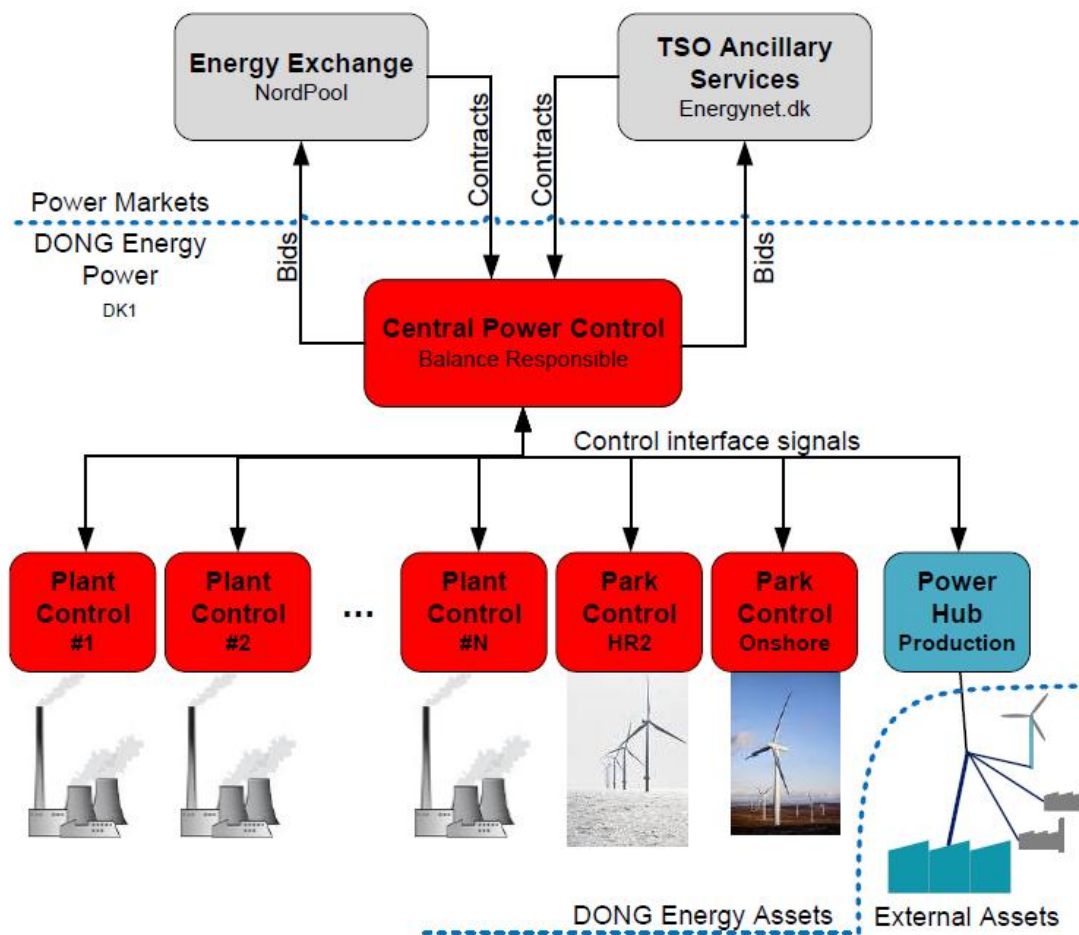 Energy Exchange
NordPool
TSO Ancillary
Services
Energynet.dk
Contracts
Contracts
Bids
Bids
Power Markets
DONG Energy
Power
DK1
Central Power Control
Balance Responsible
Control interface signals
Plant
Control
#1
Plant
Control
#2
...
Plant
Control
#N
Park
Control
HR2
Park
Control
Onshore
Power
Hub
Production
DONG Energy Assets
External Assets